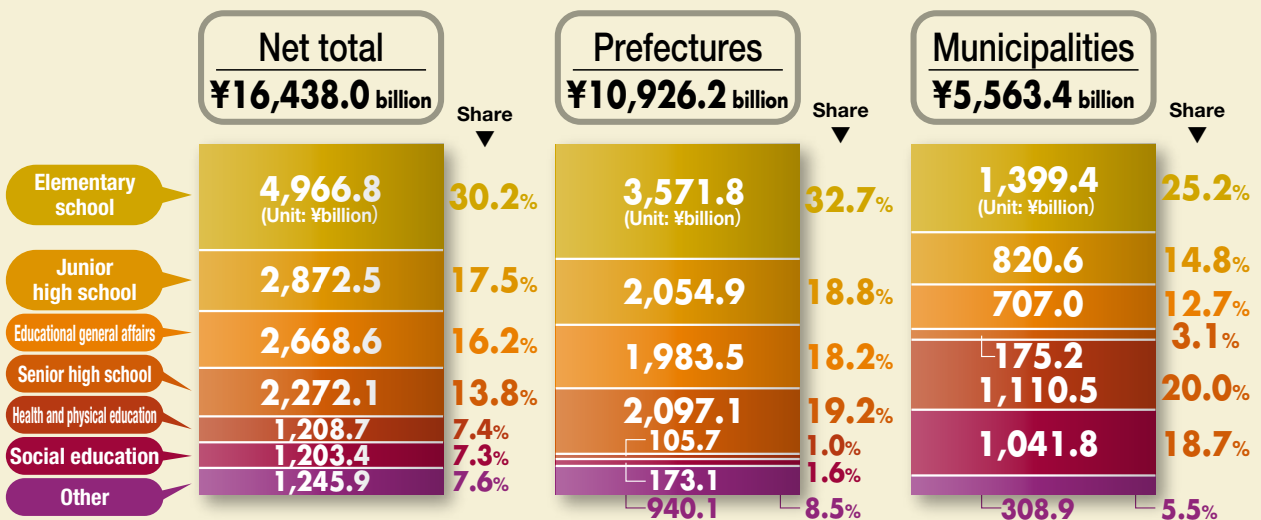 Net total
¥16,438.0 billion
Share
▼
Prefectures
¥10,926.2 billion
Share
▼
Municipalities
¥5,563.4 billion
Share
▼
Elementary
school
4,966.8
(Unit: ¥billion)
30.2%
3,571.8
(Unit: ¥billion)
32.7%
1,399.4
(Unit: ¥billion)
25.2%
Junior
high school
2,872.5
17.5%
2,054.9
18.8%
820.6
14.8%
Educational general affairs
2,668.6
16.2%
1,983.5
18.2%
707.0
12.7%
Senior high school
2,272.1
13.8%
2,097.1
19.2%
175.2
3.1%
Health and physical education
1,208.7
7.4%
105.7
1.0%
1,110.5
20.0%
Social education
1,203.4
7.3%
173.1
1.6%
1,041.8
18.7%
Other
1,245.9
7.6%
940.1
8.5%
308.9
5.5%